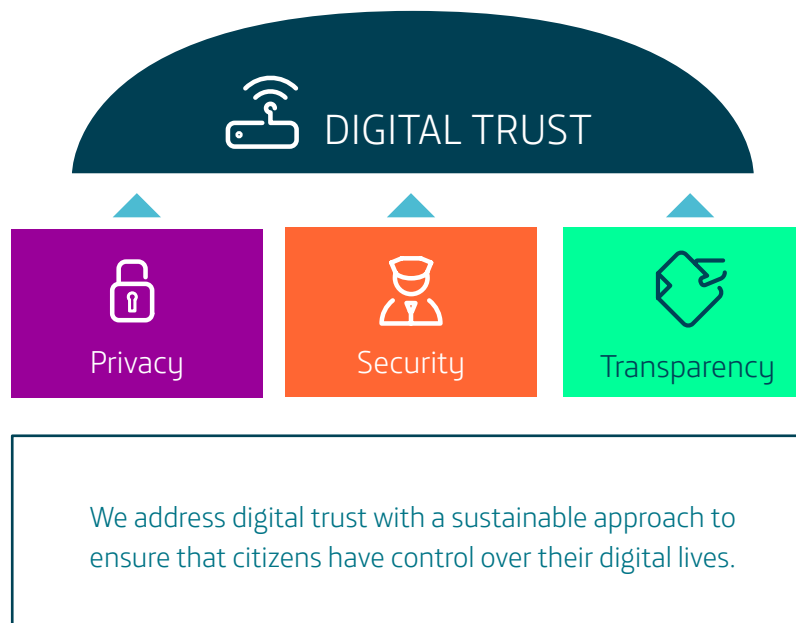 DIGITAL TRUST
Privacy
Security
Transparency
We address digital trust with a sustainable approach to
ensure that citizens have control over their digital lives.